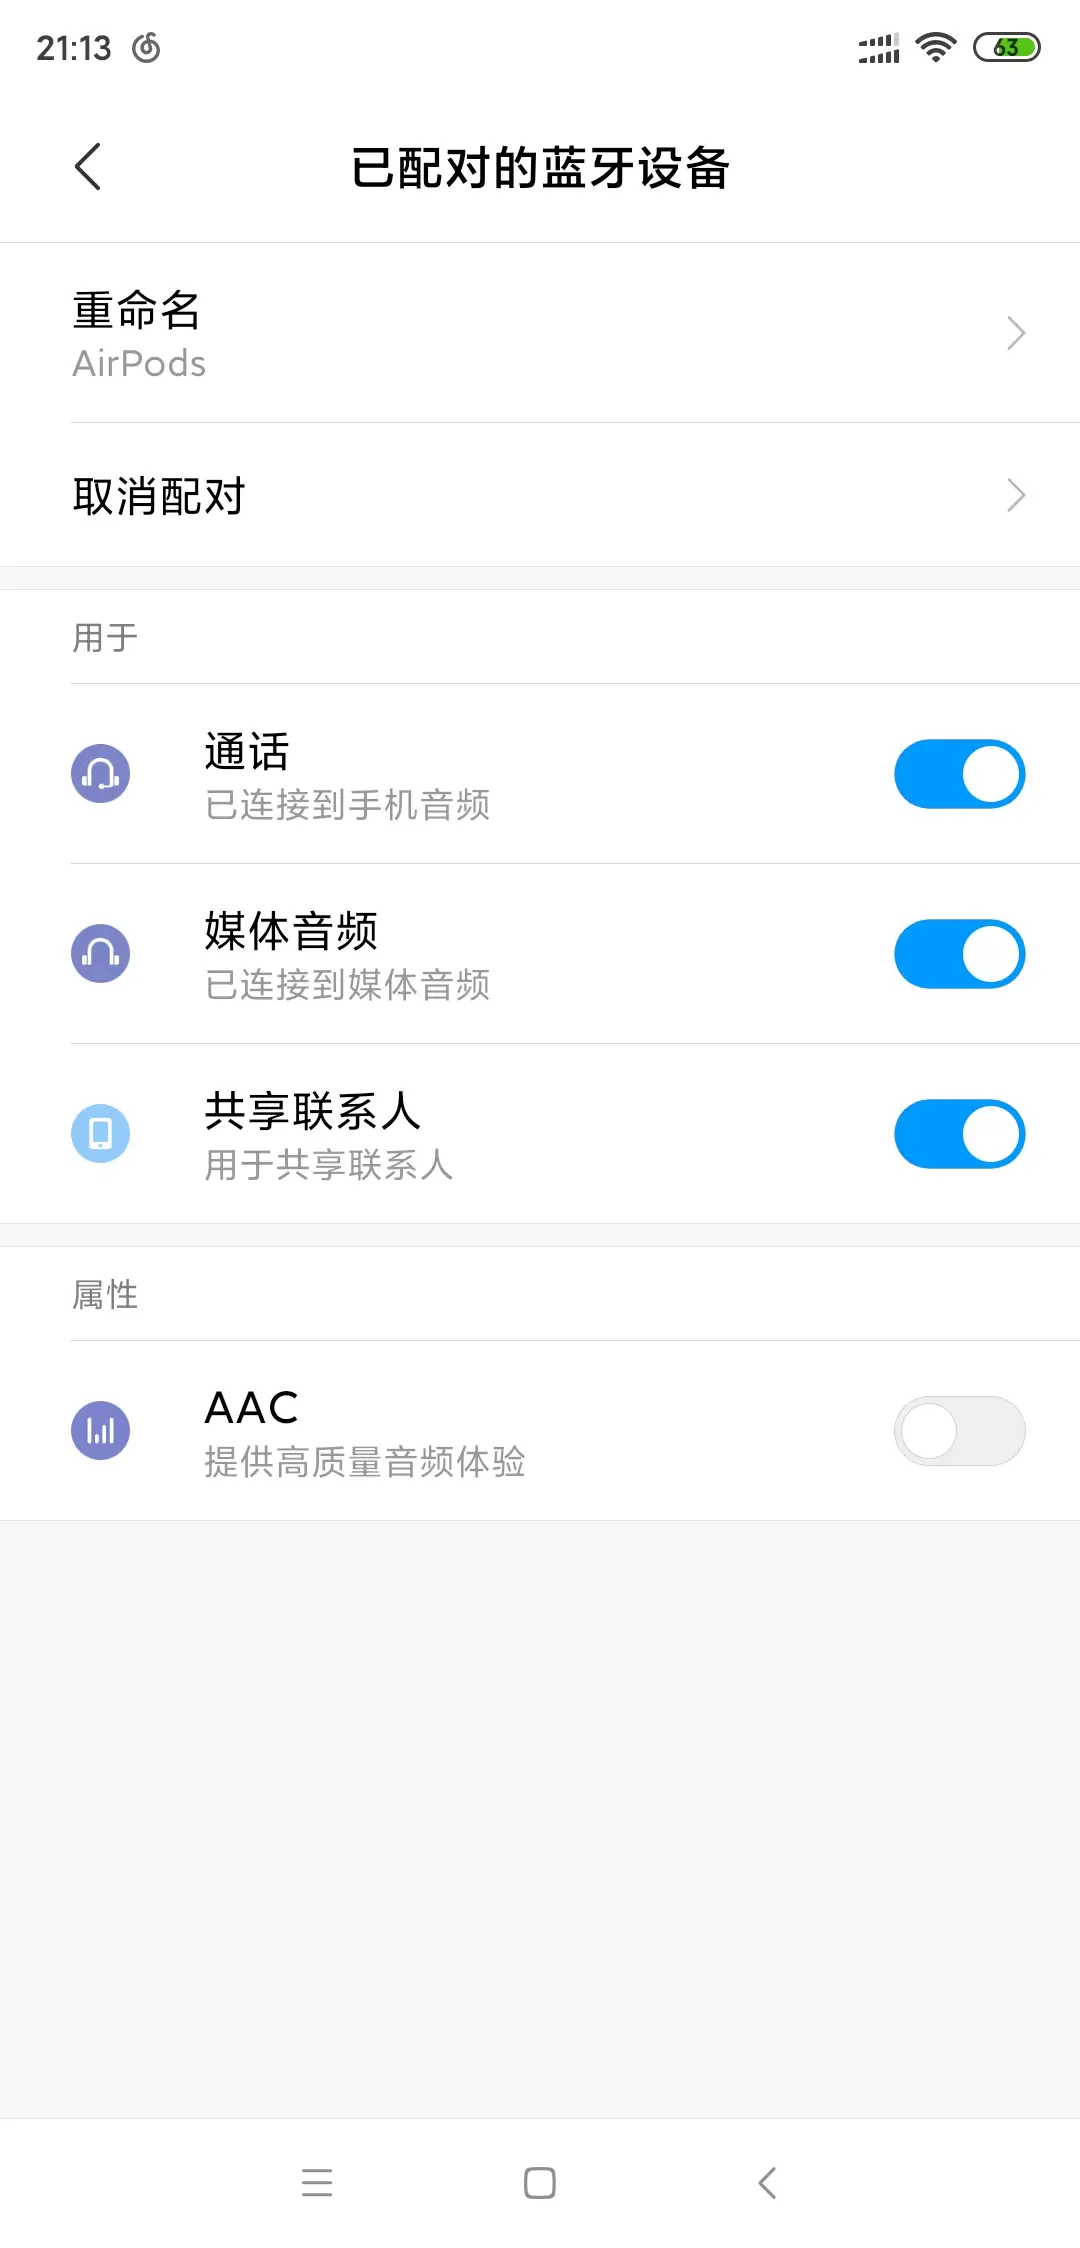 21:13
63
已配对的蓝牙设备
重命名
AirPods
取消配对
用于
通话
已连接到手机音频
媒体音频
已连接到媒体音频
共享联系人
用于共享联系人
属性
AAC
提供高质量音频体验